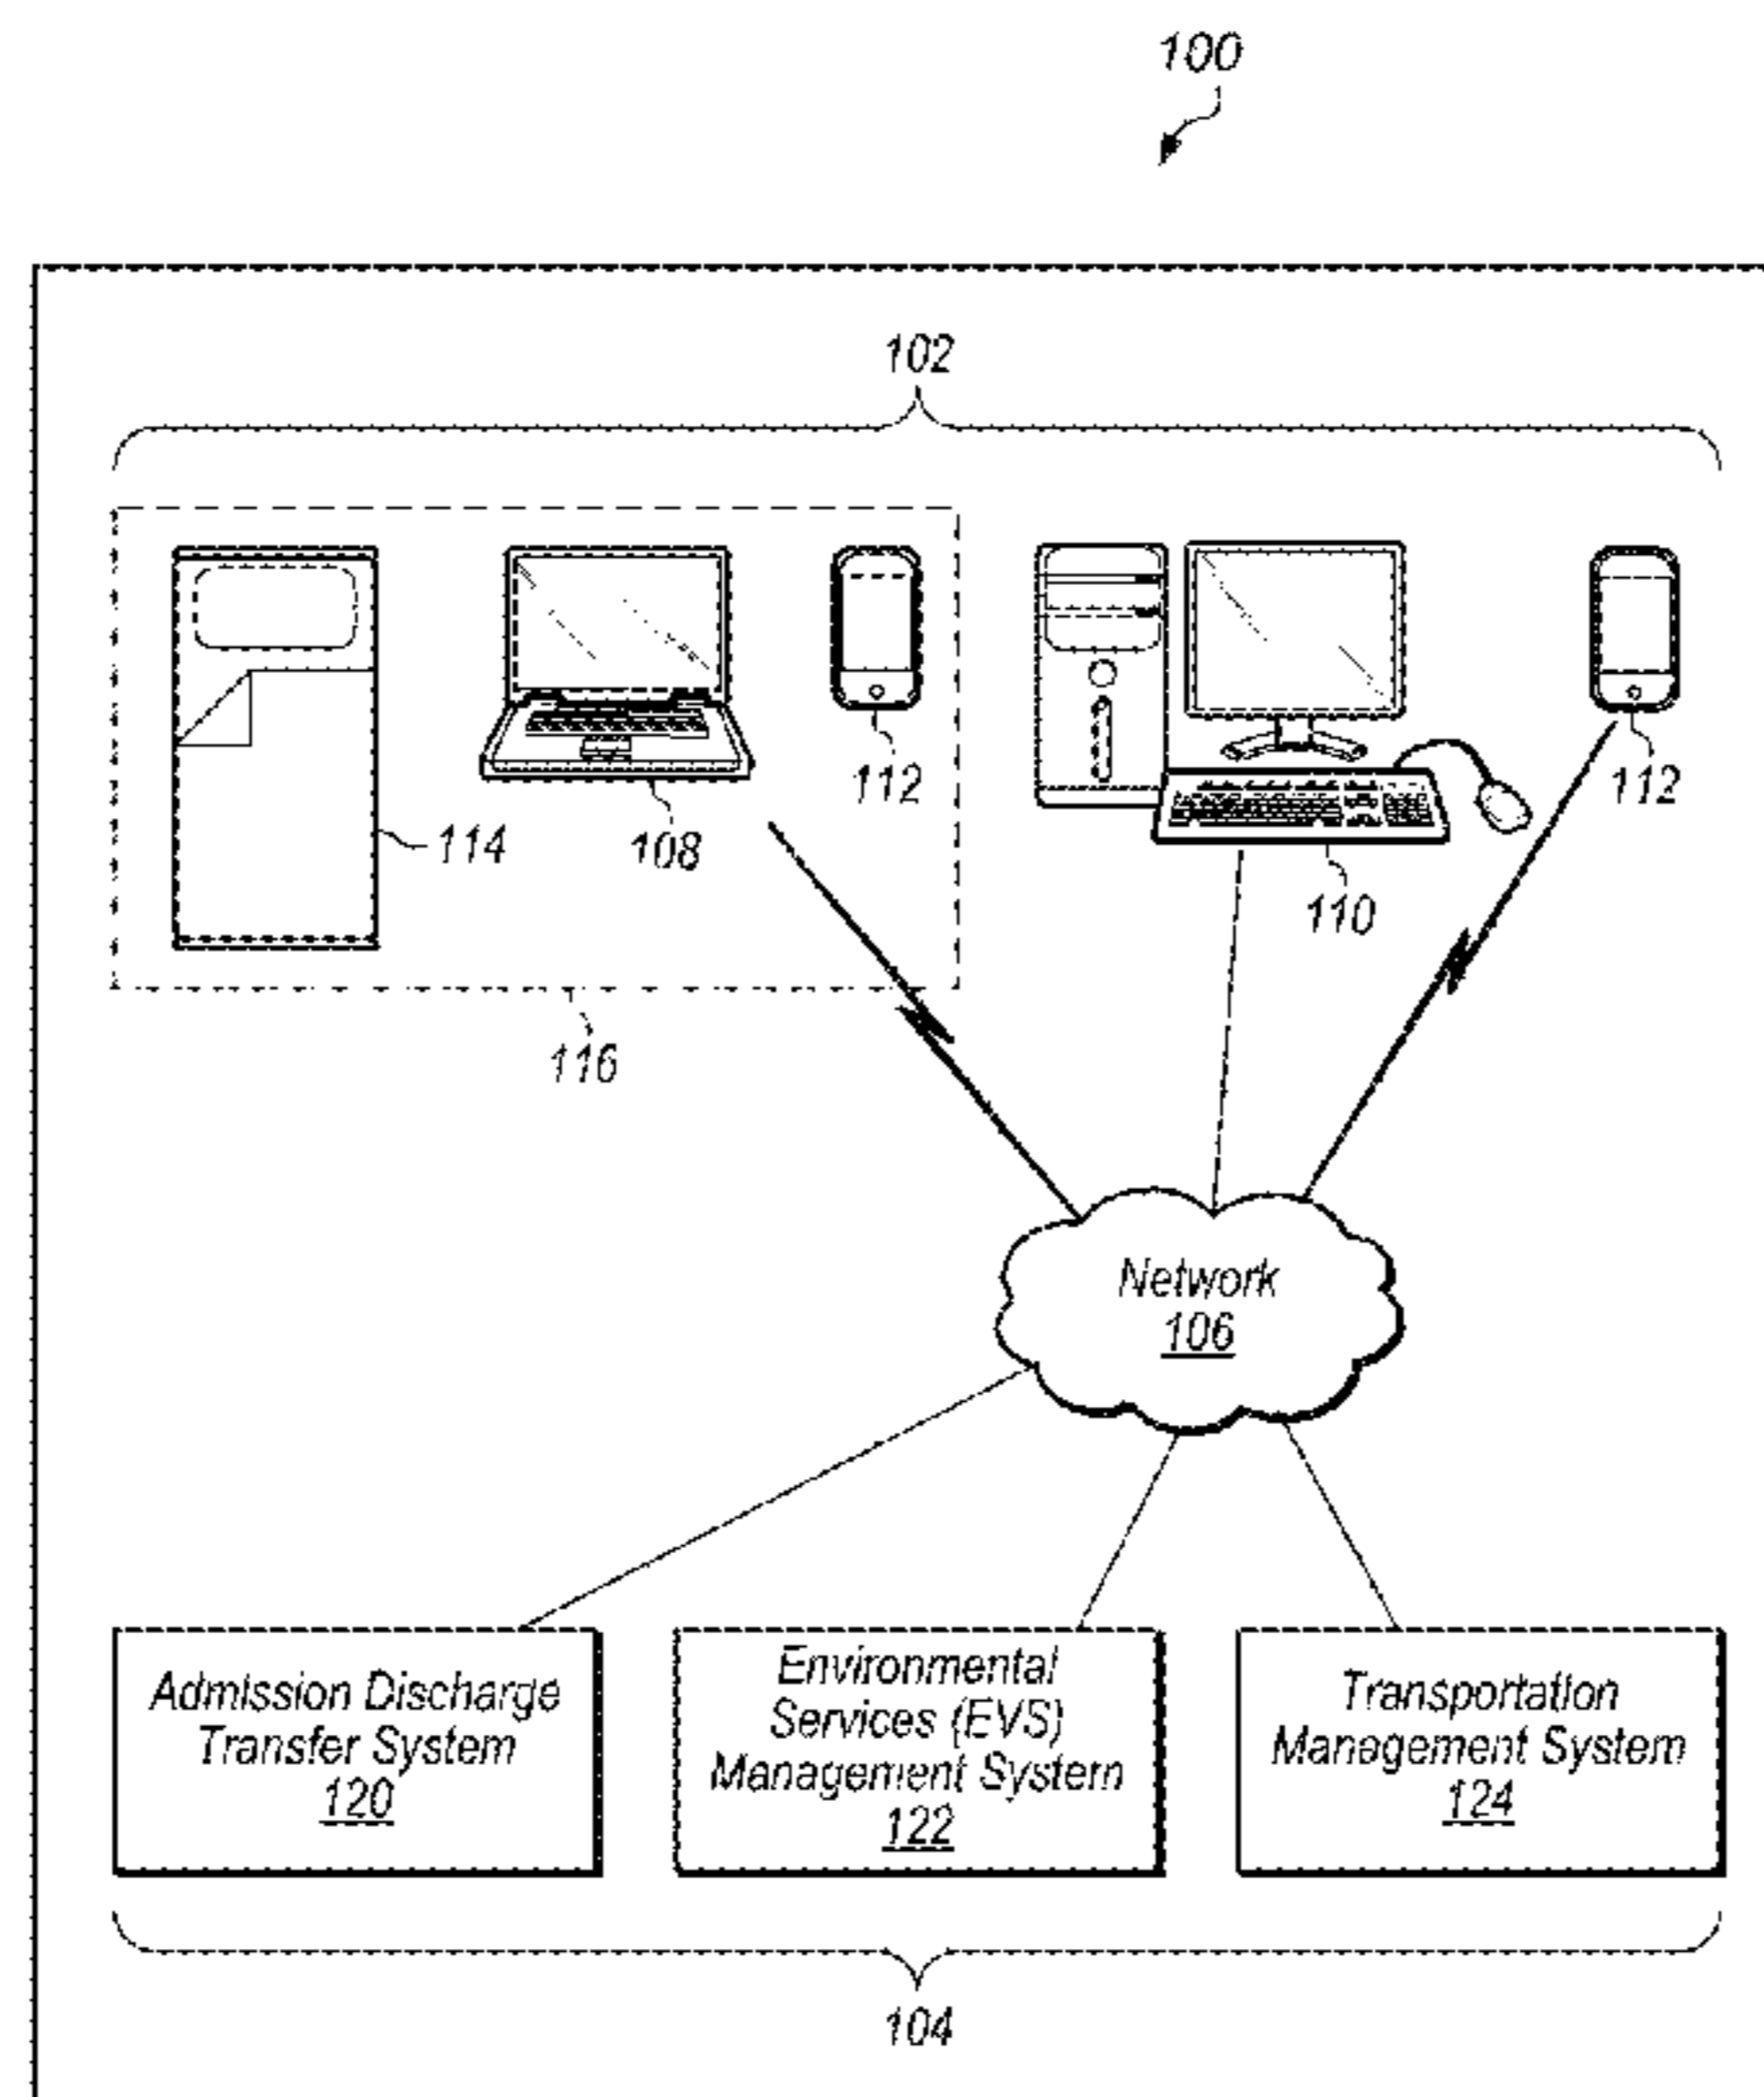 100
102
112
112
114
108
110
116
Network
106
Admission Discharge
Transfer System
120
Environmental
Services (EVS)
Management System
122
Transportation
Management System
124
104